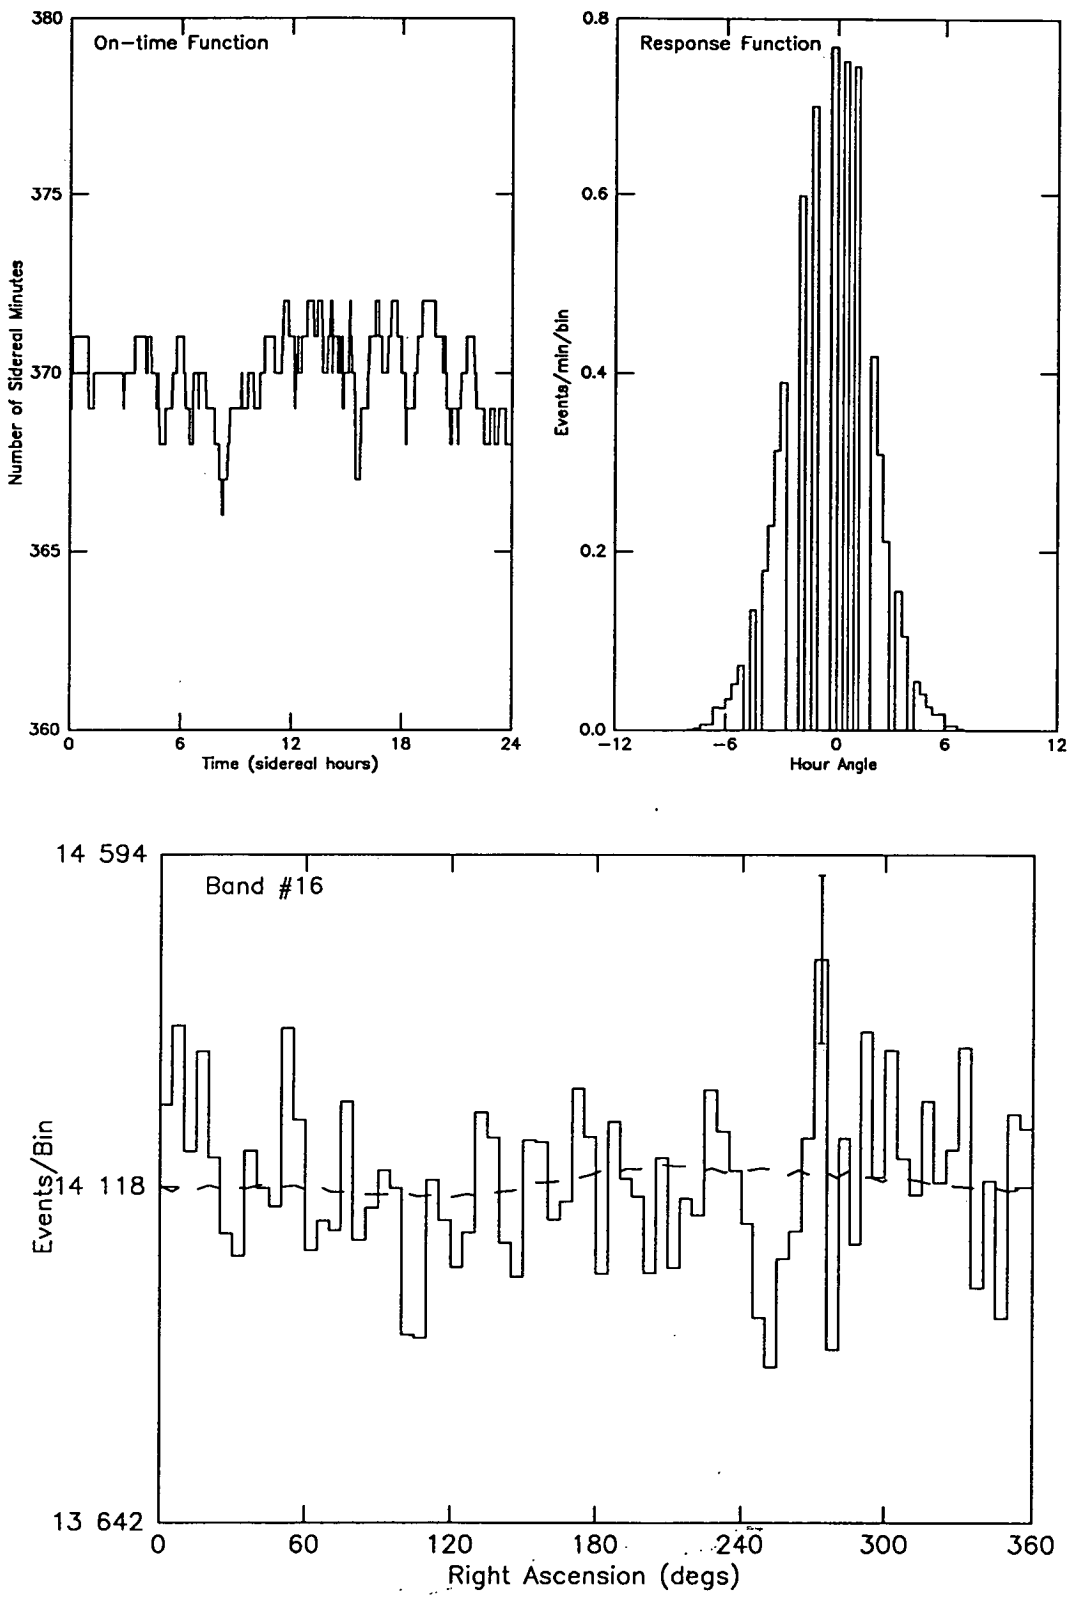 On-time Function
380
375
370
365
360
Number of Sidereal Minutes
0 6 12 18 24
Time (sidereal hours)
Response Function
0.8
0.6
0.4
0.2
0.0
Events/min/bin
-12 -6 0 6 12
Hour Angle
Band #16
14 594
14 118
13 642
Events/Bin
0 60 120 180 240 300 360
Right Ascension (degs)